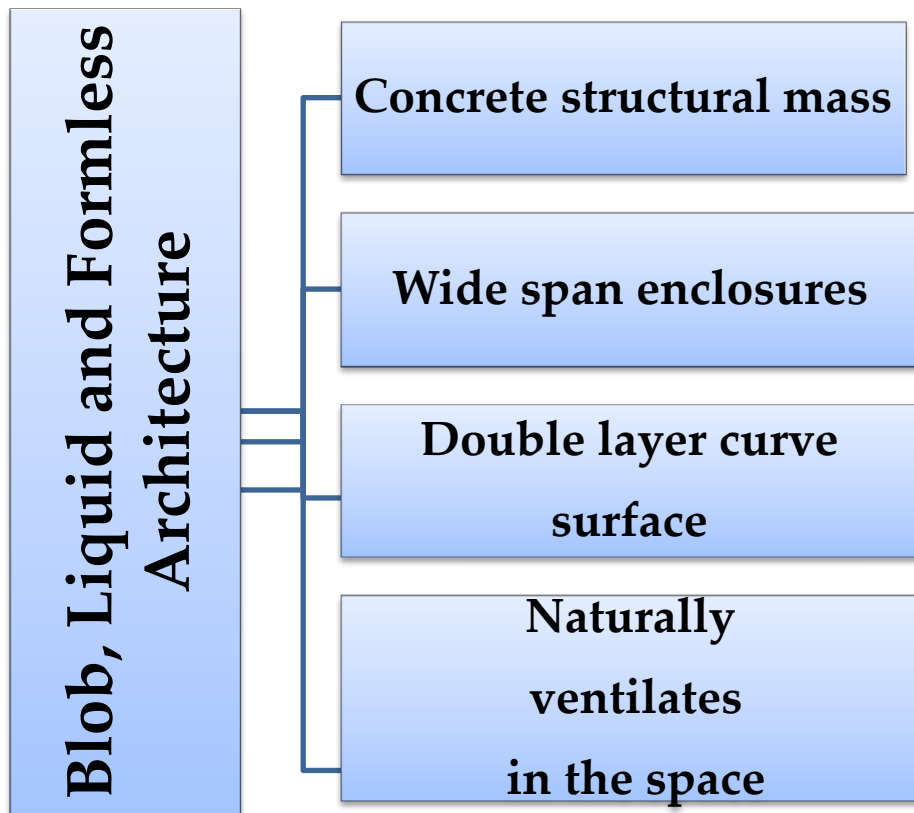 Blob, Liquid and Formless
Architecture
Concrete structural mass
Wide span enclosures
Double layer curve
surface
Naturally
ventilates
in the space